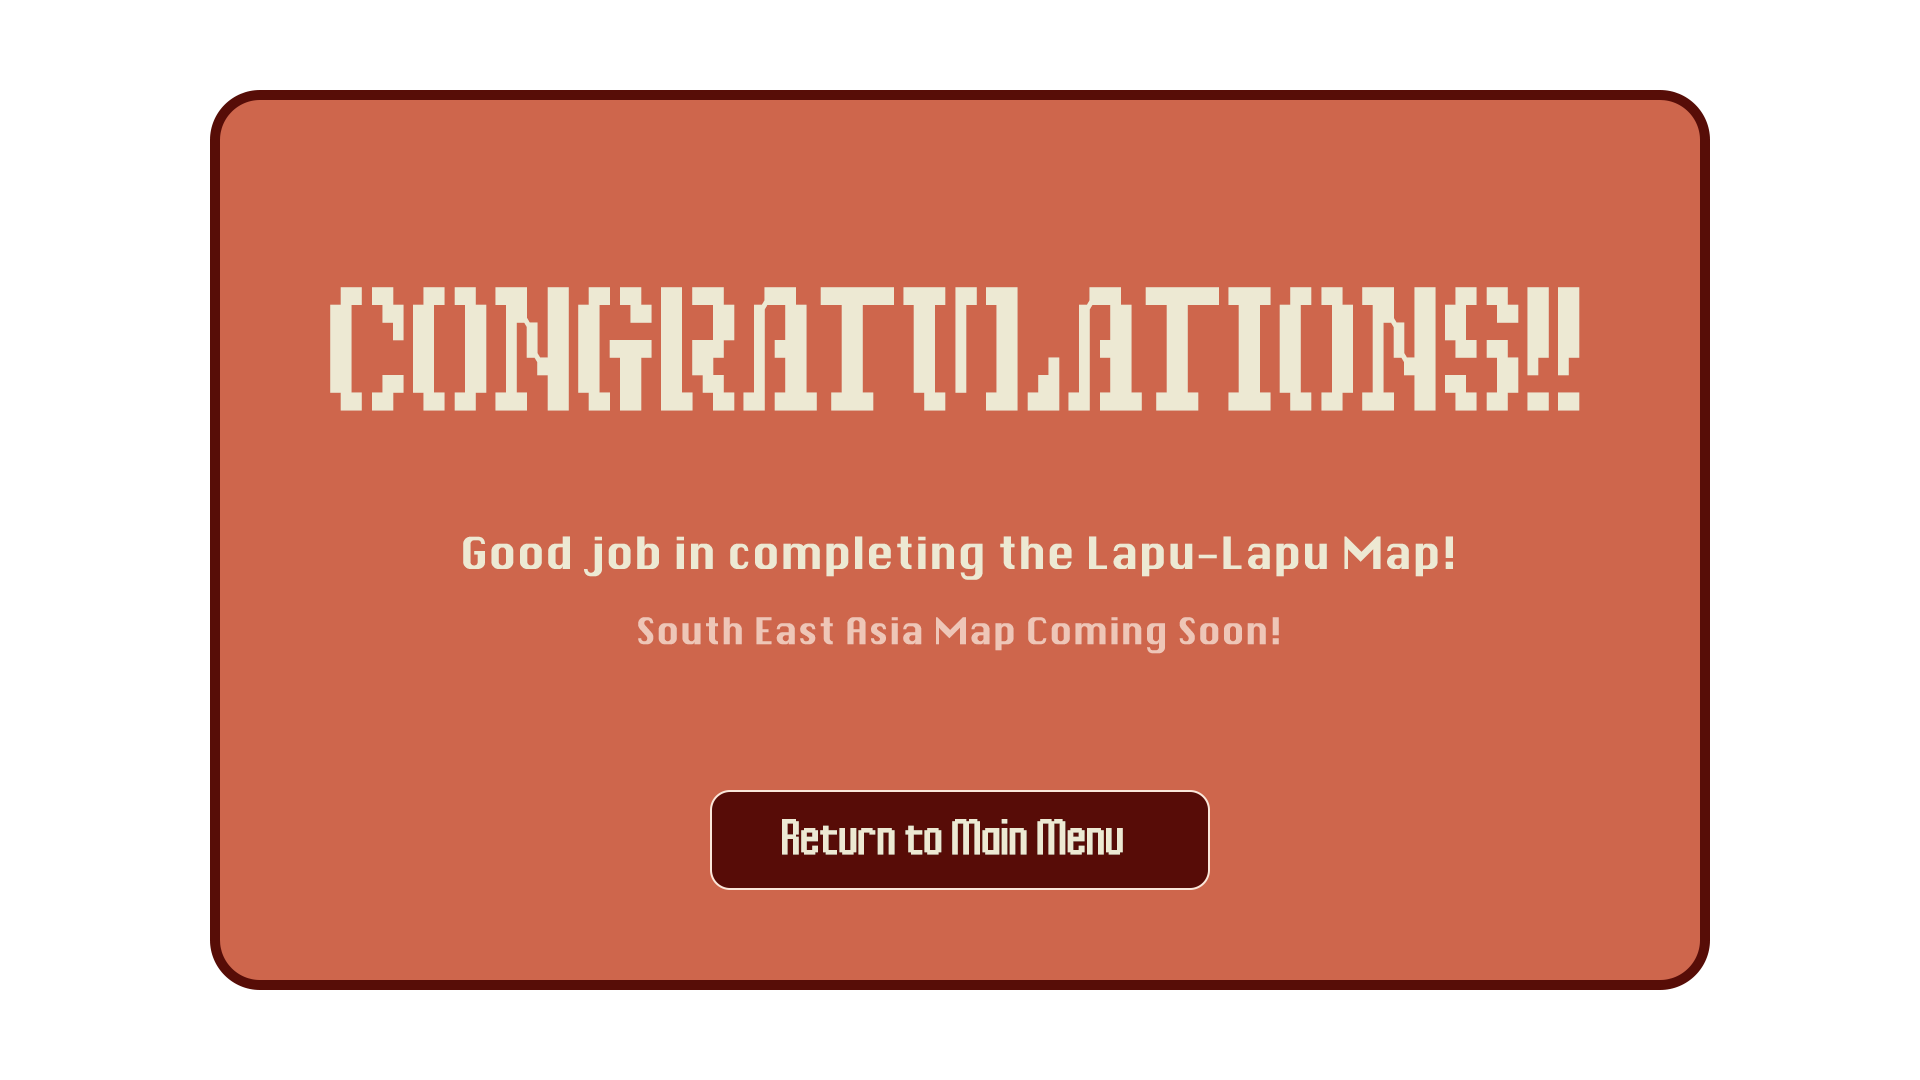 CONGRATULATIONS!!
Good job in completing the Lapu-Lapu Map!
South East Asia Map Coming Soon!
Return to Main Menu